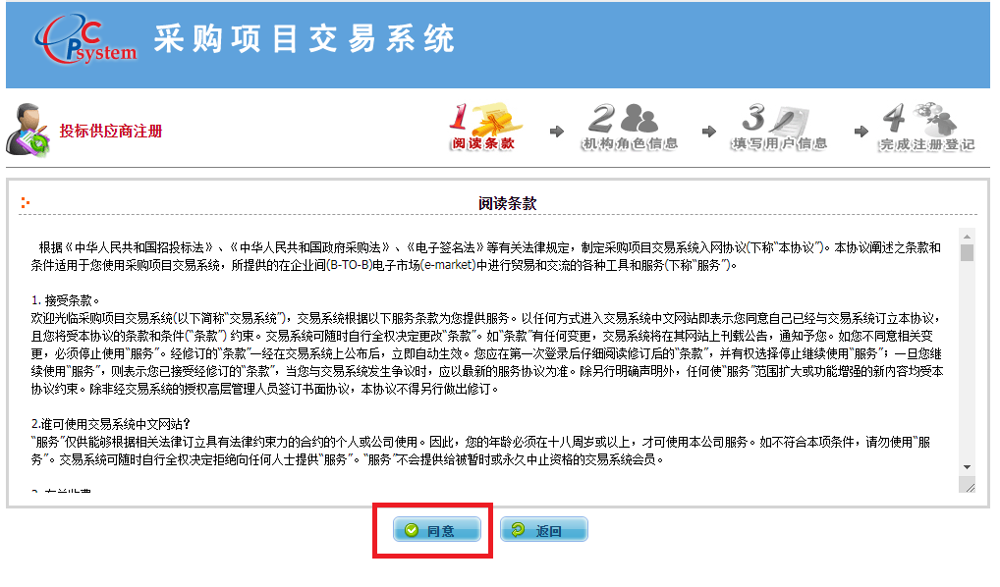 CPsystem 采购项目交易系统
投标供应商注册
1 阅读条款
2 机构角色信息
3 填写用户信息
4 完成注册登记
阅读条款
根据《中华人民共和国招投标法》、《中华人民共和国政府采购法》、《电子签名法》等有关法律规定，制定采购项目交易系统入网协议(下称“本协议”)。本协议阐述之条款和
条件适用于您使用采购项目交易系统，所提供的在企业间(B-TO-B)电子市场(e-market)中进行贸易和交流的各种工具和服务(下称“服务”)。
1. 接受条款。
欢迎光临采购项目交易系统(以下简称“交易系统”)，交易系统根据以下服务条款为您提供服务。以任何方式进入交易系统中文网站即表示您同意自己已经与交易系统订立本协议，
且您将受本协议的条款和条件(“条款”) 约束。交易系统可随时自行全权决定更改“条款”。如“条款”有任何变更，交易系统将在其网站上刊载公告，通知予您。如您不同意相关变
更，必须停止使用“服务”。经修订的“条款”一经在交易系统上公布后，立即自动生效。您应在第一次登录后仔细阅读修订后的“条款”，并有权选择停止继续使用“服务”；一旦您继
续使用“服务”，则表示您已接受经修订的“条款”，当您与交易系统发生争议时，应以最新的服务协议为准。除另行明确声明外，任何使“服务”范围扩大或功能增强的新内容均受本
协议约束。除非经交易系统的授权高层管理人员签订书面协议，本协议不得另行做出修订。
2.谁可使用交易系统中文网站？
“服务”仅供能够根据相关法律订立具有法律约束力的合约的个人或公司使用。因此，您的年龄必须在十八周岁或以上，才可使用本公司服务。如不符合本项条件，请勿使用“服
务”。交易系统可随时自行全权决定拒绝向任何人士提供“服务”。“服务”不会提供给被暂时或永久中止资格的交易系统会员。
同意
返回